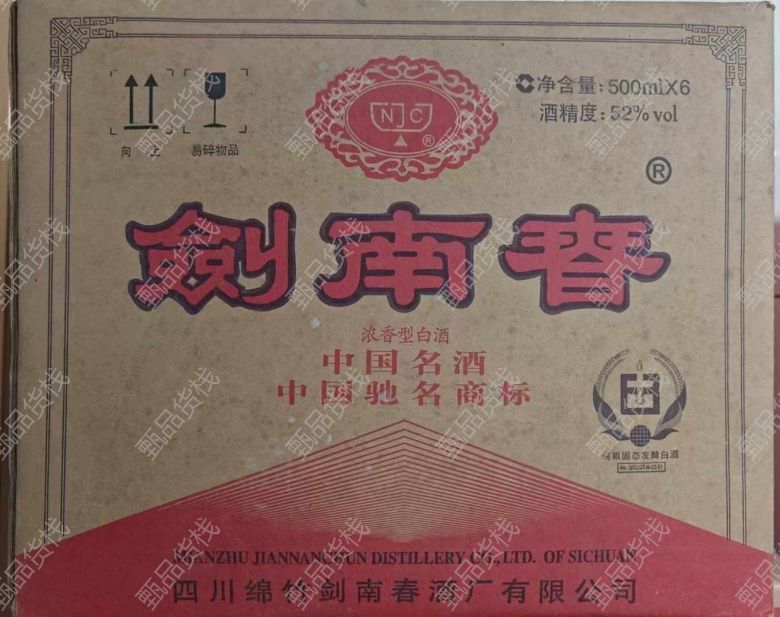 净含量：500mlX6
酒精度：52% vol
向上
易碎物品
NJC
®
®
劍南春
浓香型白酒
中国名酒
中国驰名商标
纯粮固态发酵白酒
MIANZHU JIANNANCHUN DISTILLERY CO., LTD. OF SICHUAN
四川绵竹剑南春酒厂有限公司
甄品货栈